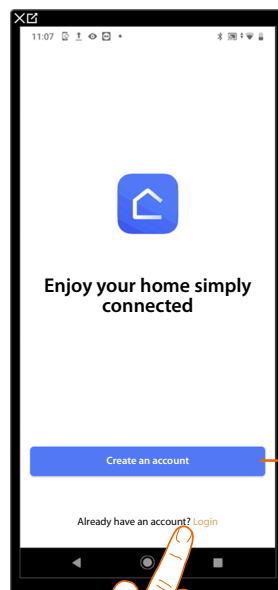 11:07
Enjoy your home simply
connected
Create an account
Already have an account? Login